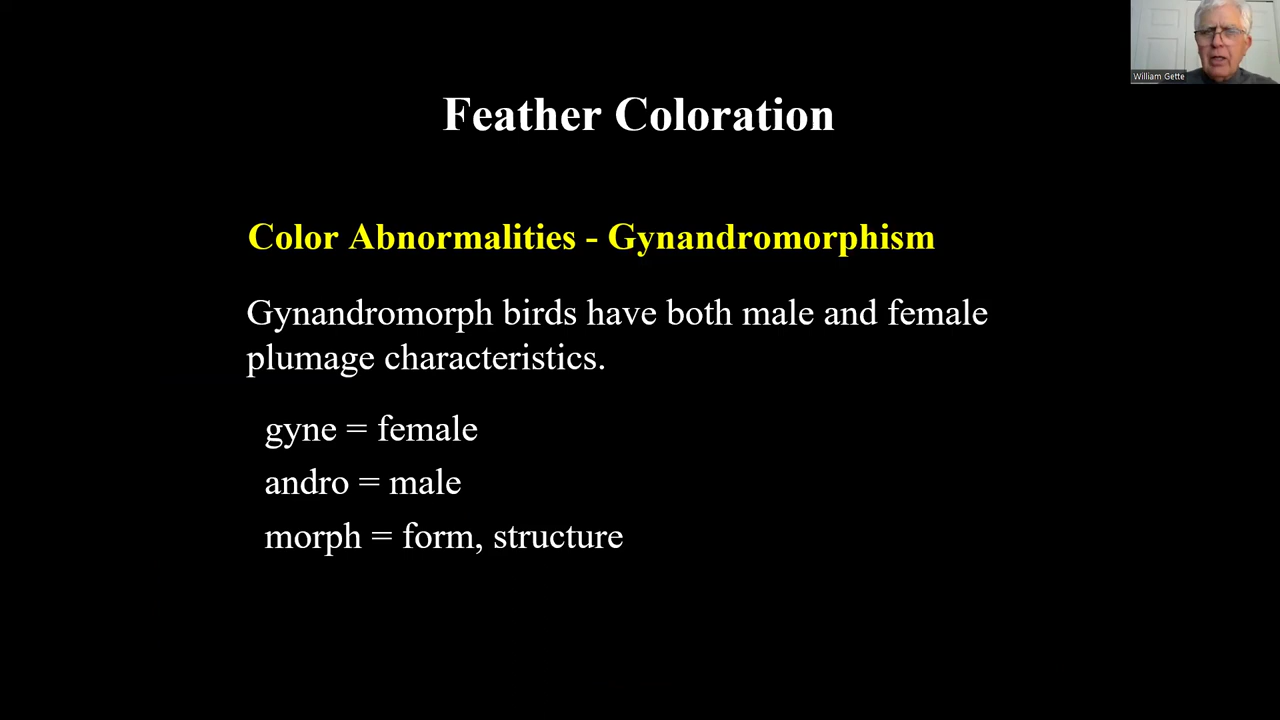 William Gette
Feather Coloration
Color Abnormalities - Gynandromorphism
Gynandromorph birds have both male and female
plumage characteristics.
gyne = female
andro = male
morph = form, structure